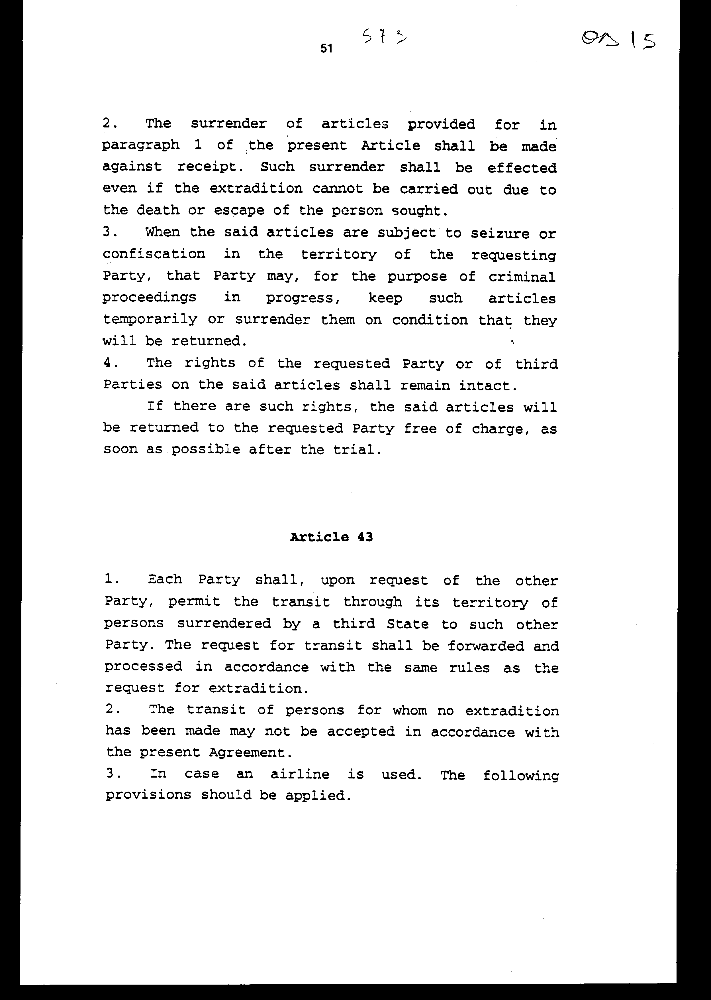 573
51
15
2. The surrender of articles provided for in
paragraph 1 of the present Article shall be made
against receipt. Such surrender shall be effected
even if the extradition cannot be carried out due to
the death or escape of the person sought.
3. When the said articles are subject to seizure or
confiscation in the territory of the requesting
Party, that Party may, for the purpose of criminal
proceedings in progress, keep such articles
temporarily or surrender them on condition that they
will be returned.
4. The rights of the requested Party or of third
Parties on the said articles shall remain intact.
If there are such rights, the said articles will
be returned to the requested Party free of charge, as
soon as possible after the trial.
Article 43
1. Each Party shall, upon request of the other
Party, permit the transit through its territory of
persons surrendered by a third State to such other
Party. The request for transit shall be forwarded and
processed in accordance with the same rules as the
request for extradition.
2. The transit of persons for whom no extradition
has been made may not be accepted in accordance with
the present Agreement.
3. In case an airline is used. The following
provisions should be applied.